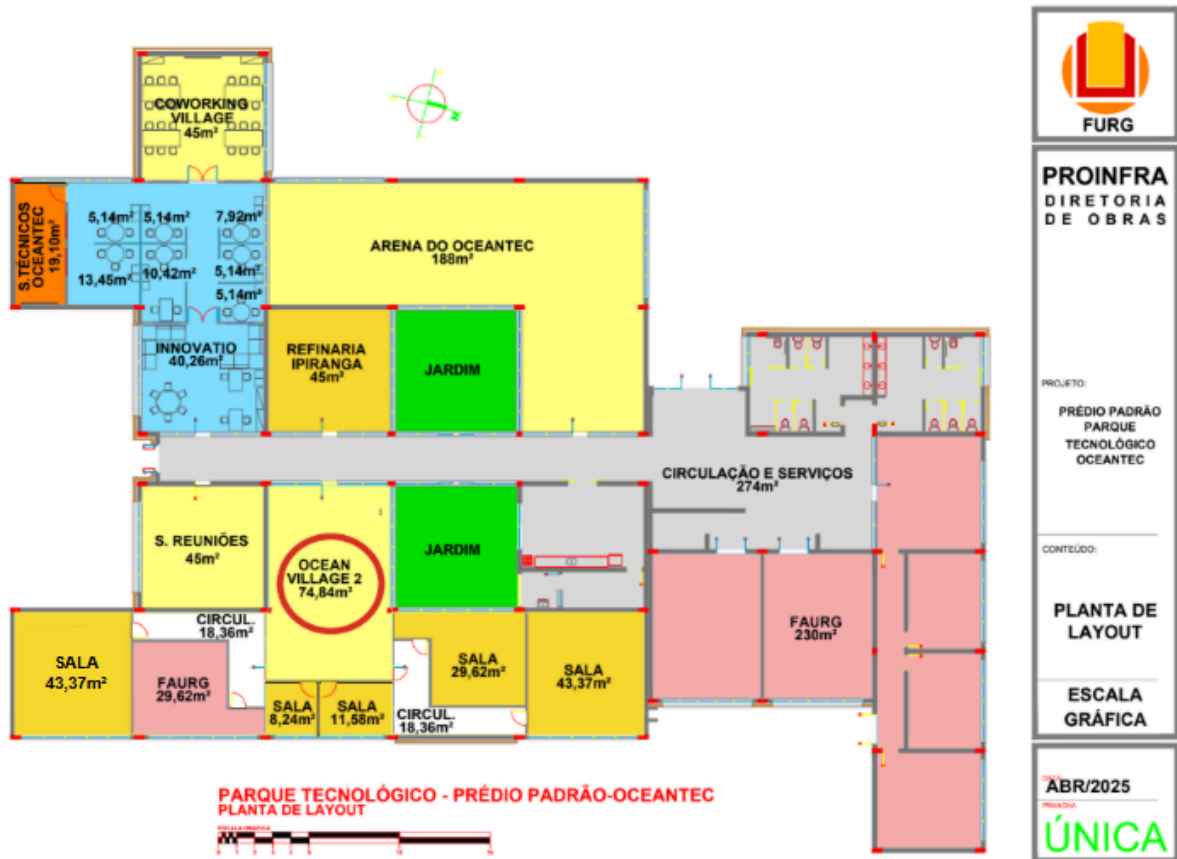 COWORKING
VILLAGE
45m²
N
S.TÉCNICOS
OCEANTEC
19,10m²
5,14m²
5,14m²
7,92m²
13,45m²
10,42m²
5,14m²
5,14m²
ARENA DO OCEANTEC
188m²
INNOVATIO
40,26m²
REFINARIA
IPIRANGA
45m²
JARDIM
CIRCULAÇÃO E SERVIÇOS
274m²
S. REUNIÕES
45m²
OCEAN
VILLAGE 2
74,84m²
JARDIM
CIRCUL.
18,36m²
SALA
43,37m²
FAURG
29,62m²
SALA
8,24m²
SALA
11,58m²
CIRCUL.
18,36m²
SALA
29,62m²
SALA
43,37m²
FAURG
230m²
PARQUE TECNOLÓGICO - PRÉDIO PADRÃO-OCEANTEC
PLANTA DE LAYOUT
ESCALA GRÁFICA
FURG
PROINFRA
DIRETORIA
DE OBRAS
PROJETO:
PRÉDIO PADRÃO
PARQUE
TECNOLÓGICO
OCEANTEC
CONTEÚDO:
PLANTA DE
LAYOUT
ESCALA
GRÁFICA
DATA
ABR/2025
PRANCHA
ÚNICA